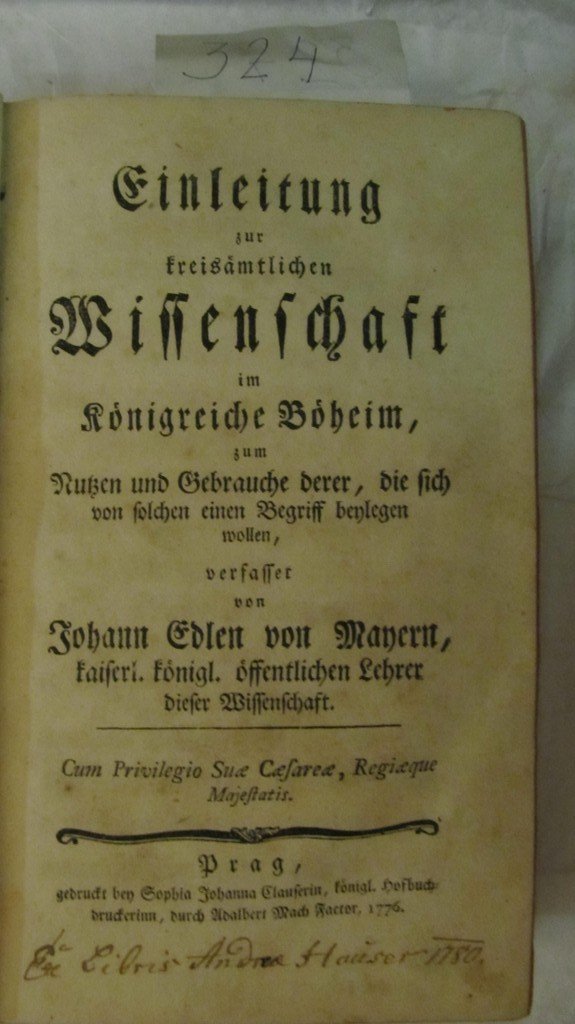 324
Einleitung
zur
kreisämtlichen
Wissenschaft
im
Königreiche Böheim,
zum
Nutzen und Gebrauche derer, die sich
von solchen einen Begriff beylegen
wollen,
verfasset
von
Johann Edlen von Mayern,
kaiserl. königl. öffentlichen Lehrer
dieser Wissenschaft.
Cum Privilegio Suæ Cæsareæ, Regiæque
Majestatis.
Prag,
gedruckt bey Sophia Johanna Clauserin, königl. Hofbuch-
druckerinn, durch Adalbert Mach Factor, 1776.
Ex Libris Andreæ Hauser 1780.